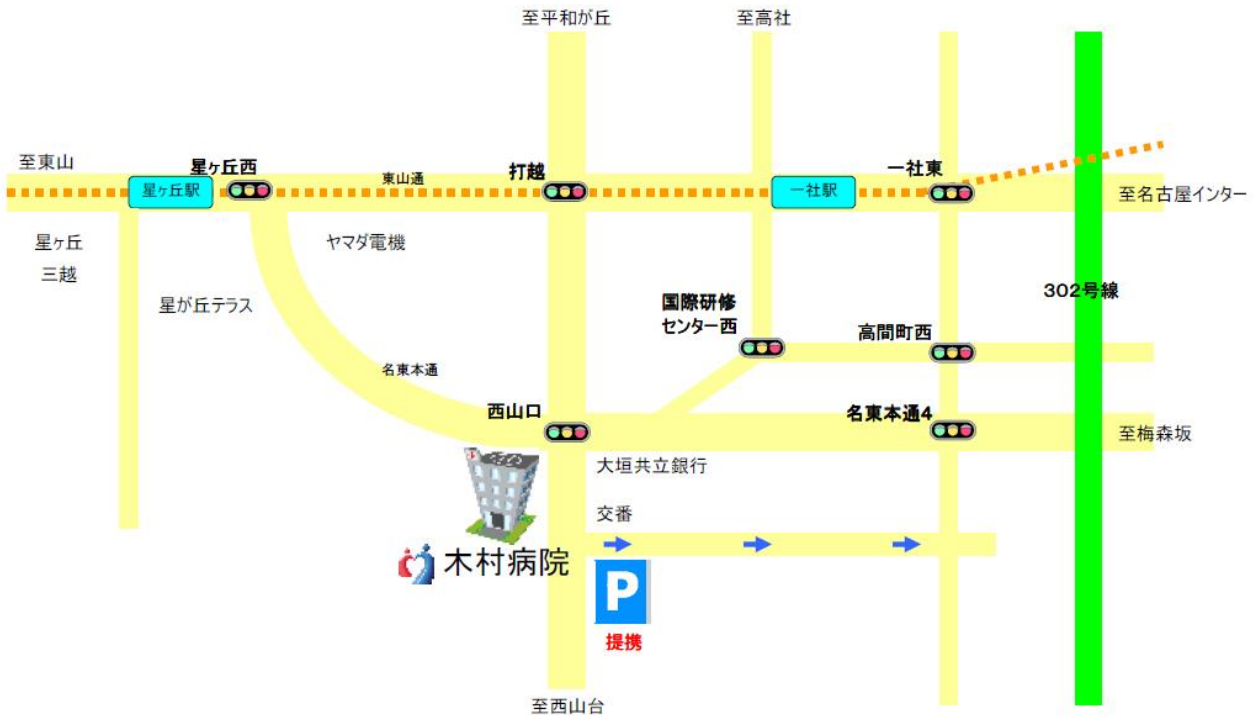 至平和が丘
至高社
至東山
星ヶ丘西
打越
一社東
星ヶ丘駅
東山通
一社駅
至名古屋インター
星ヶ丘
三越
ヤマダ電機
星が丘テラス
国際研修
センター西
302号線
高間町西
名東本通
西山口
名東本通4
至梅森坂
大垣共立銀行
交番
木村病院
P
提携
至西山台